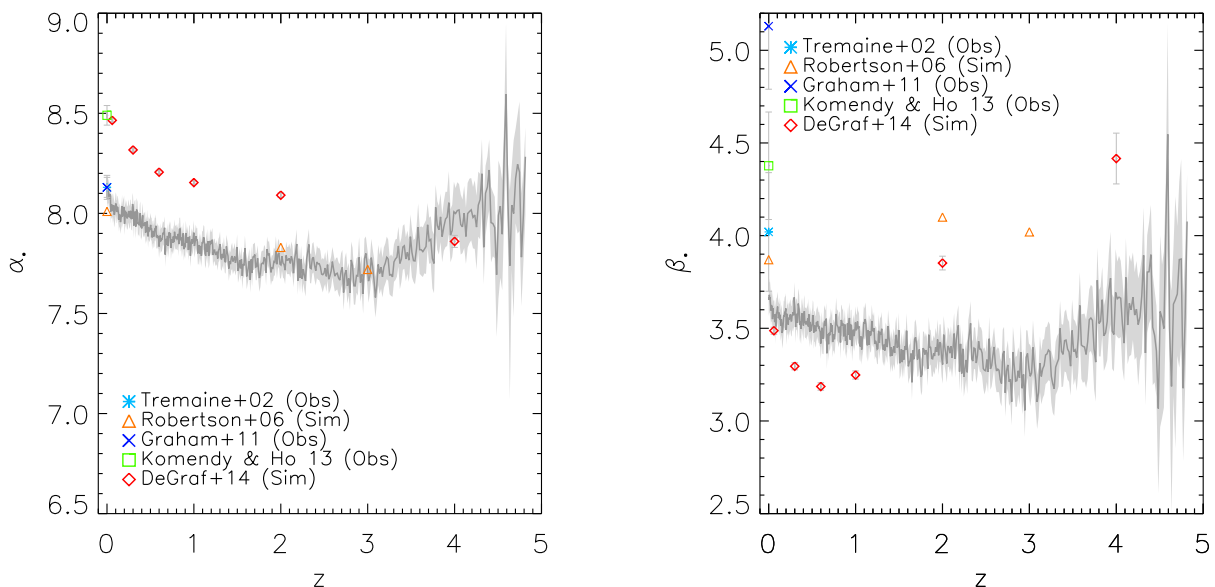 9.0
8.5
8.0
7.5
7.0
6.5
α•
Tremaine+02 (Obs)
Robertson+06 (Sim)
Graham+11 (Obs)
Komendy & Ho 13 (Obs)
DeGraf+14 (Sim)
0 1 2 3 4 5
z
5.0
4.5
4.0
3.5
3.0
2.5
β•
Tremaine+02 (Obs)
Robertson+06 (Sim)
Graham+11 (Obs)
Komendy & Ho 13 (Obs)
DeGraf+14 (Sim)
0 1 2 3 4 5
z